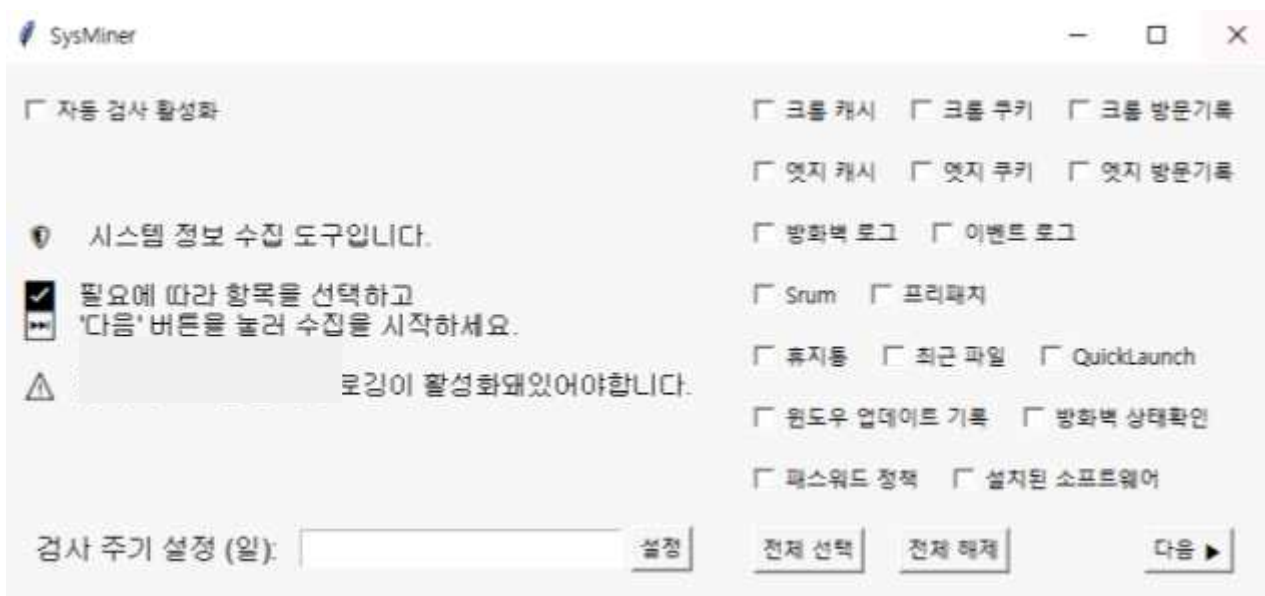 SysMiner
자동 검사 활성화
시스템 정보 수집 도구입니다.
필요에 따라 항목을 선택하고
'다음' 버튼을 눌러 수집을 시작하세요.
로깅이 활성화돼있어야합니다.
검사 주기 설정 (일): 설정
크롬 캐시 크롬 쿠키 크롬 방문기록
엣지 캐시 엣지 쿠키 엣지 방문기록
방화벽 로그 이벤트 로그
Srum 프리패치
휴지통 최근 파일 QuickLaunch
윈도우 업데이트 기록 방화벽 상태확인
패스워드 정책 설치된 소프트웨어
전체 선택 전체 해제 다음 ▶